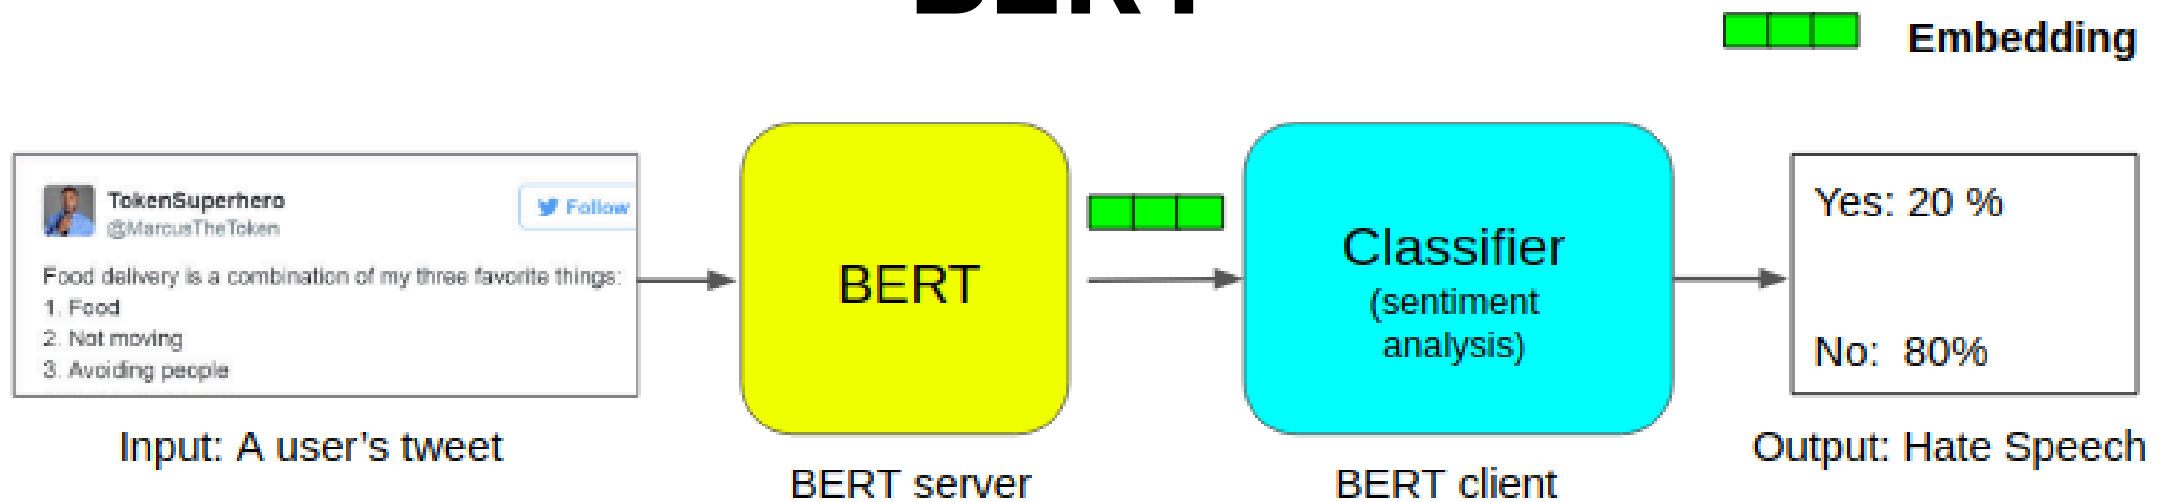 BERT
Embedding
TokenSuperhero
@MarcusTheToken
Follow
Food delivery is a combination of my three favorite things:
1. Food
2. Not moving
3. Avoiding people
BERT
Classifier
(sentiment
analysis)
Yes: 20 %
No: 80%
Input: A user's tweet
BERT server
BERT client
Output: Hate Speech